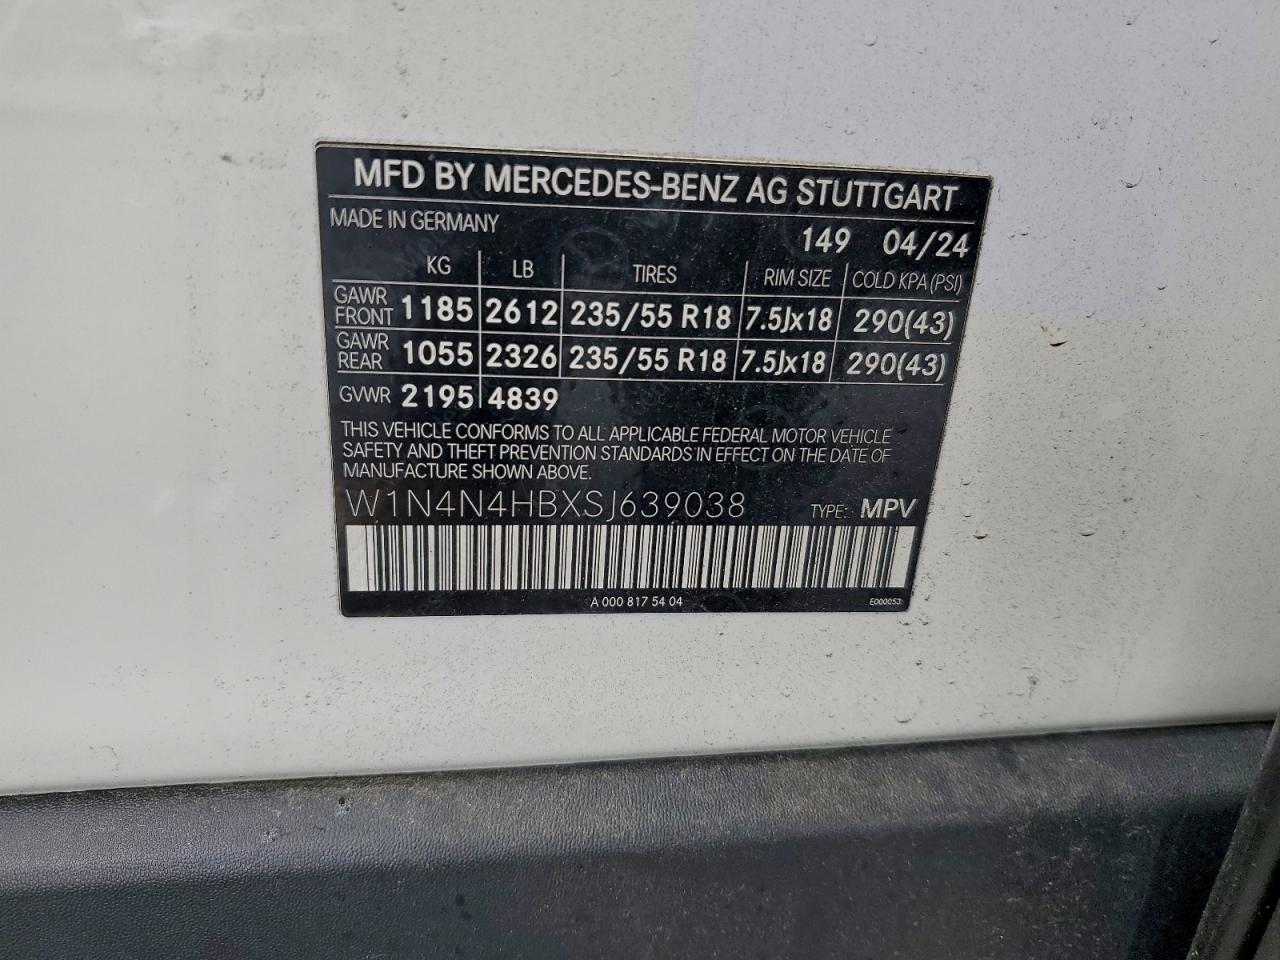 MFD BY MERCEDES-BENZ AG STUTTGART
MADE IN GERMANY 149 04/24
KG LB TIRES RIM SIZE COLD KPA (PSI)
GAWR FRONT 1185 2612 235/55 R18 7.5Jx18 290(43)
GAWR REAR 1055 2326 235/55 R18 7.5Jx18 290(43)
GVWR 2195 4839
THIS VEHICLE CONFORMS TO ALL APPLICABLE FEDERAL MOTOR VEHICLE
SAFETY AND THEFT PREVENTION STANDARDS IN EFFECT ON THE DATE OF
MANUFACTURE SHOWN ABOVE.
W1N4N4HBXSJ639038 TYPE: MPV
A 000 817 54 04 E000053